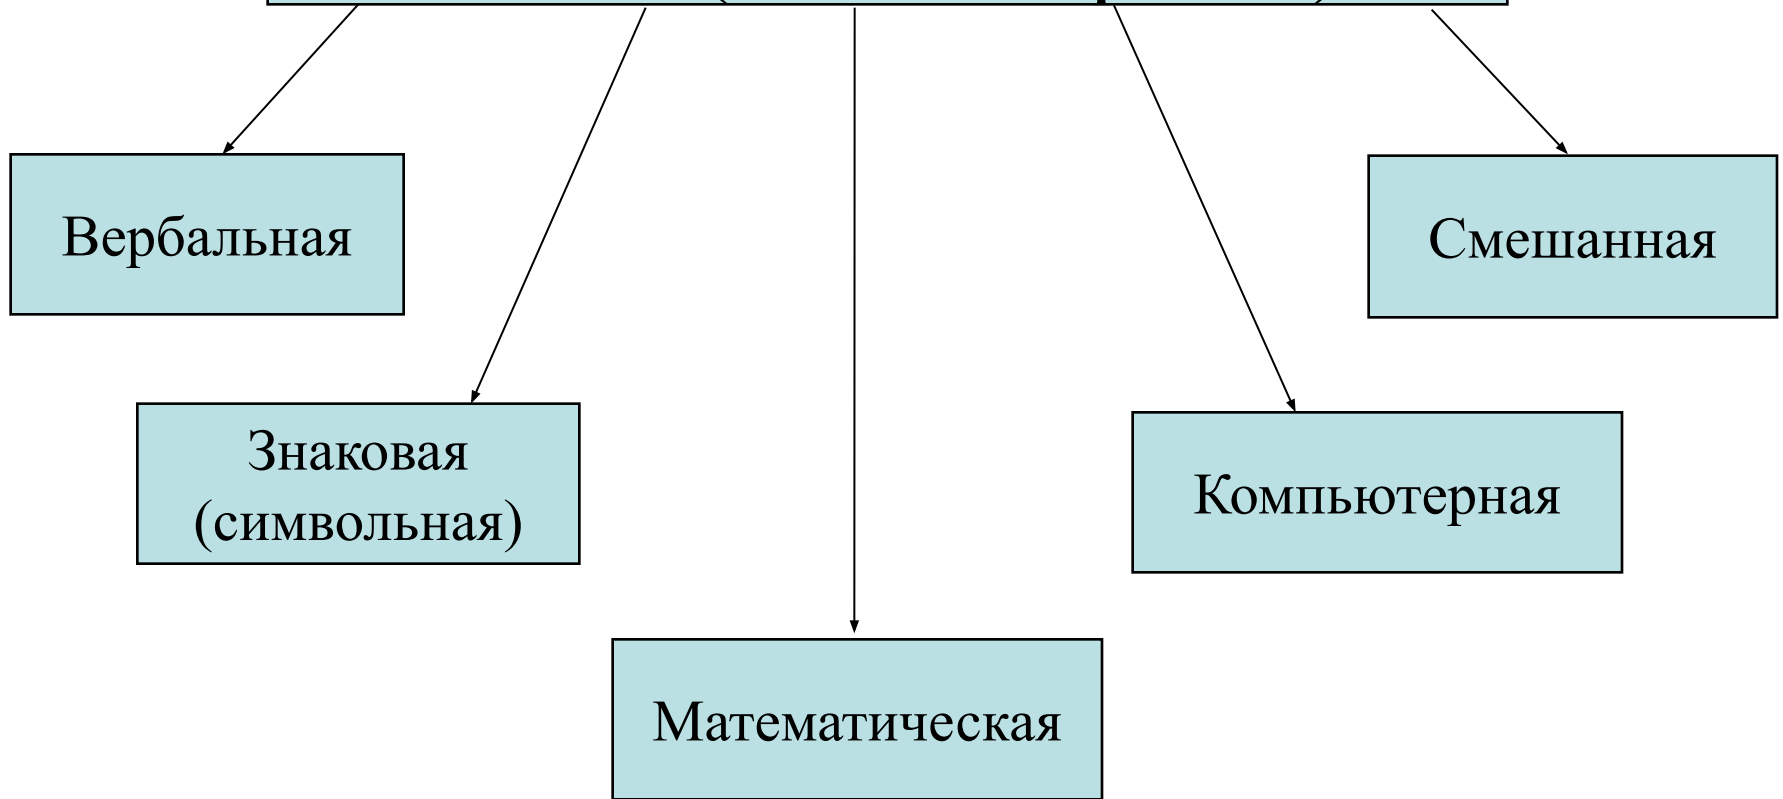 Вербальная
Смешанная
Знаковая
(символьная)
Компьютерная
Математическая